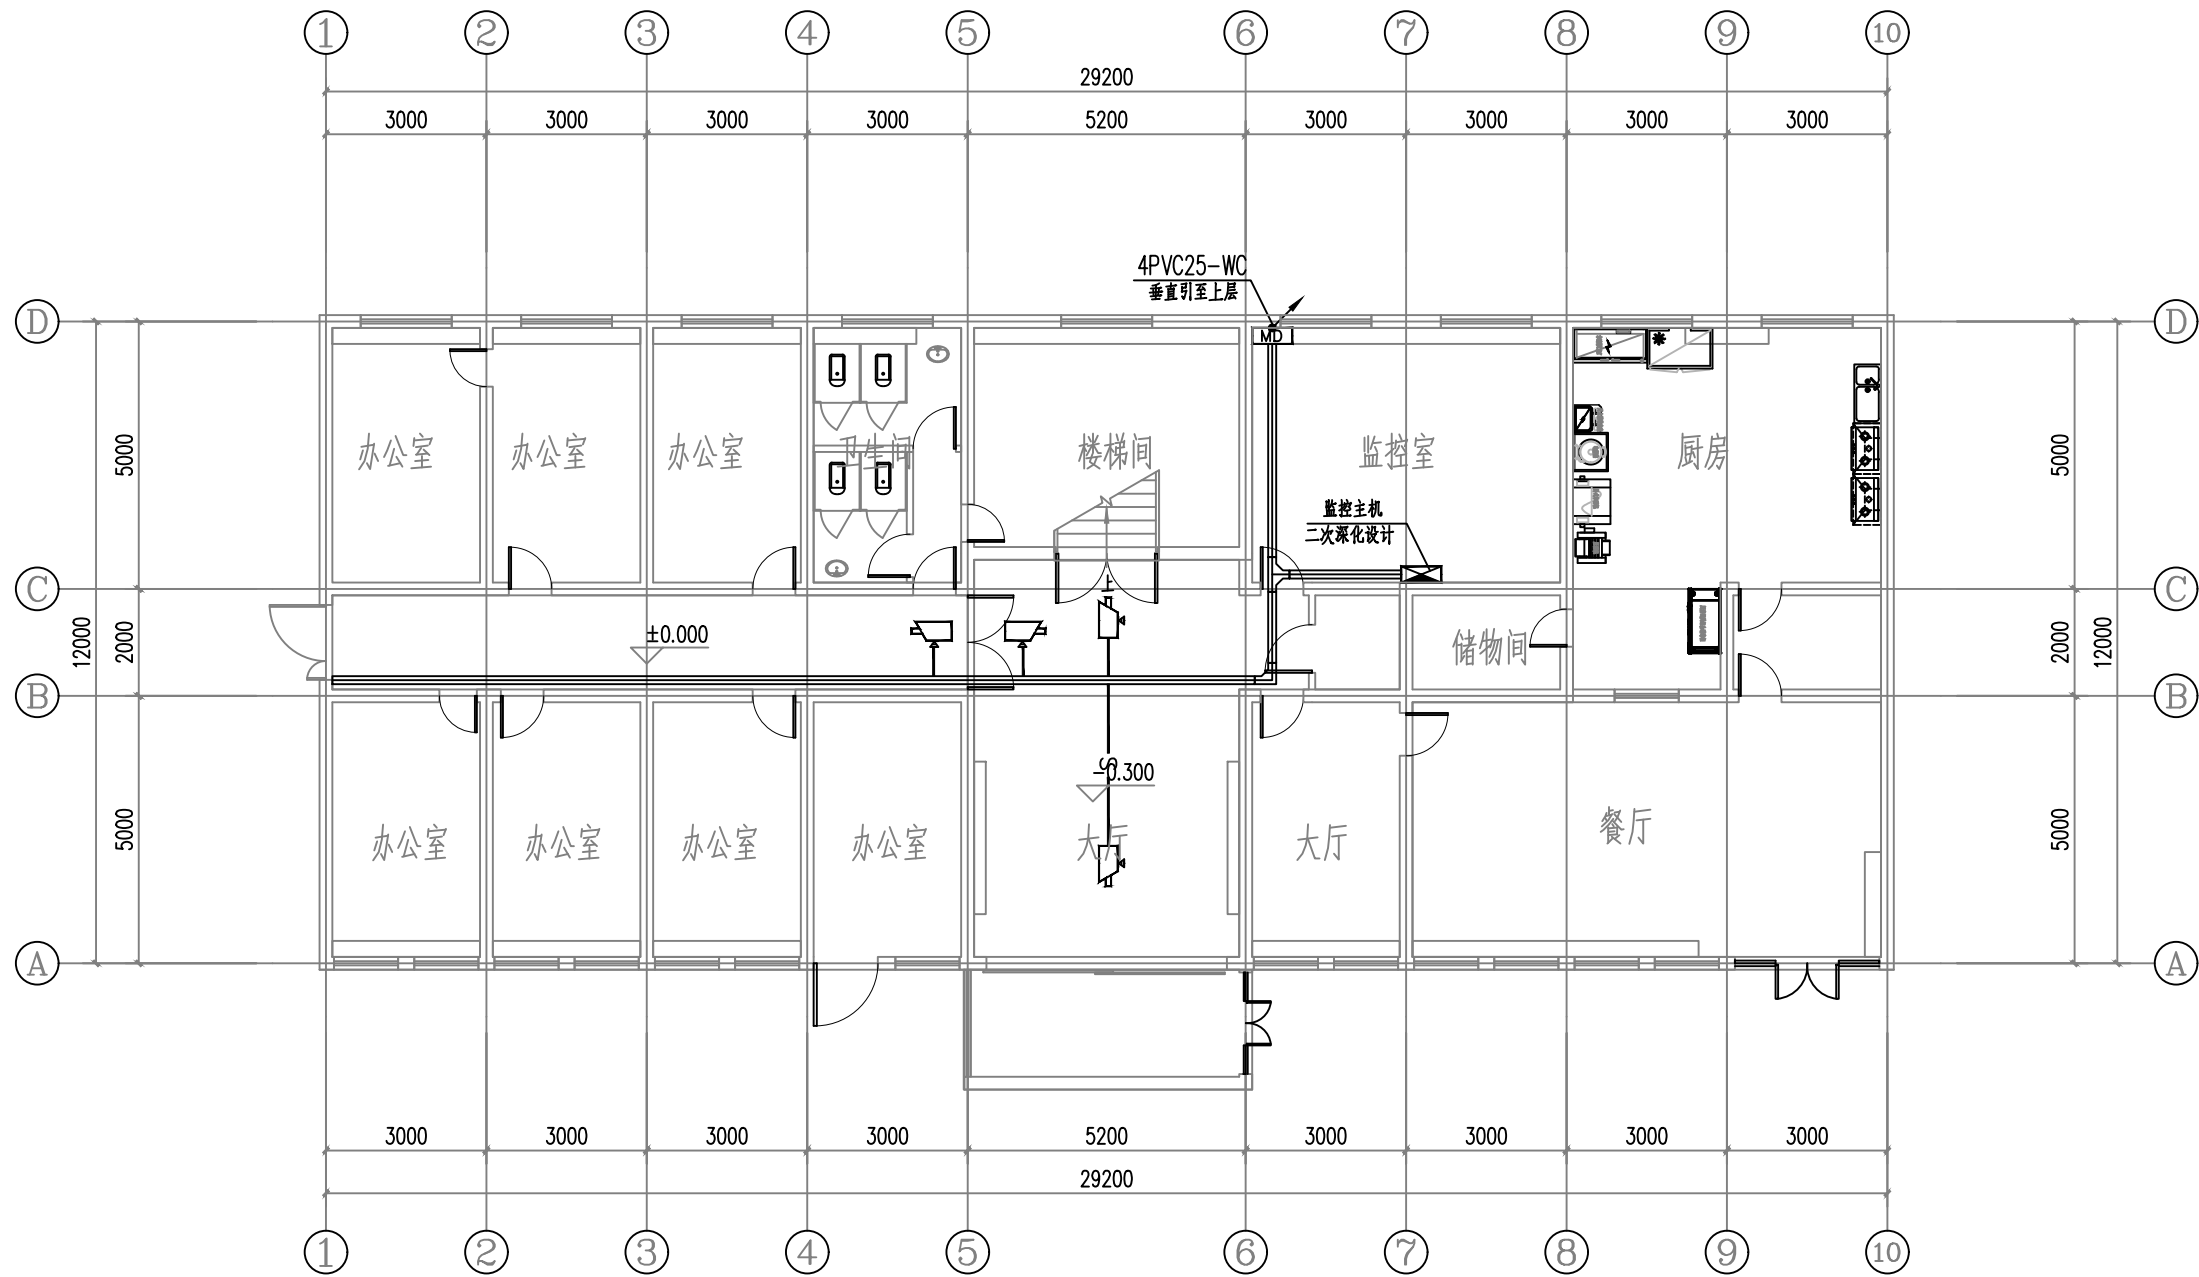 1 2 3 4 5 6 7 8 9 10
29200
3000 3000 3000 3000 5200 3000 3000 3000 3000
4PVC25-WC
垂直引至上层
D D
MD
5000 办公室 办公室 办公室 卫生间 楼梯间 监控室 厨房 5000
监控主机
二次深化设计
C C
上
12000 2000 ±0.000 储物间 2000 12000
B B
S
-0.300
5000 办公室 办公室 办公室 办公室 大厅 大厅 餐厅 5000
A A
3000 3000 3000 3000 5200 3000 3000 3000 3000
29200
1 2 3 4 5 6 7 8 9 10